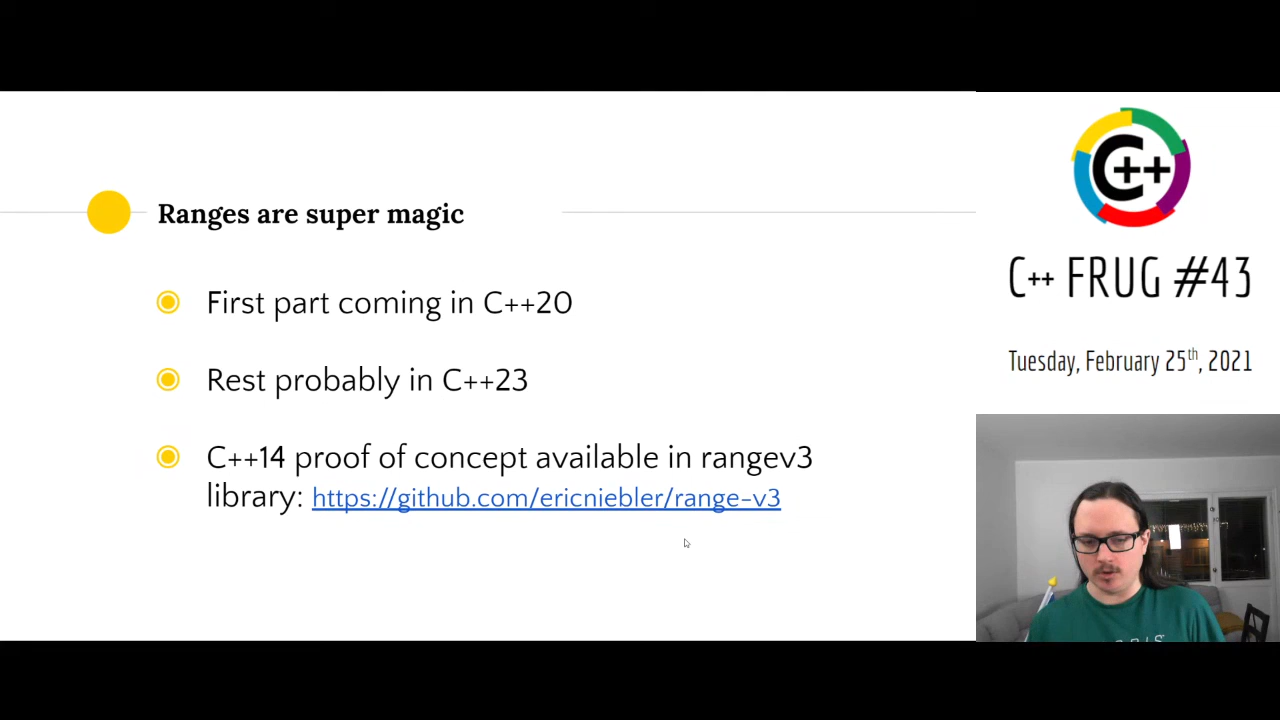 Ranges are super magic
First part coming in C++20
Rest probably in C++23
C++14 proof of concept available in rangev3
library: https://github.com/ericniebler/range-v3
C++
C++ FRUG #43
Tuesday, February 25th, 2021